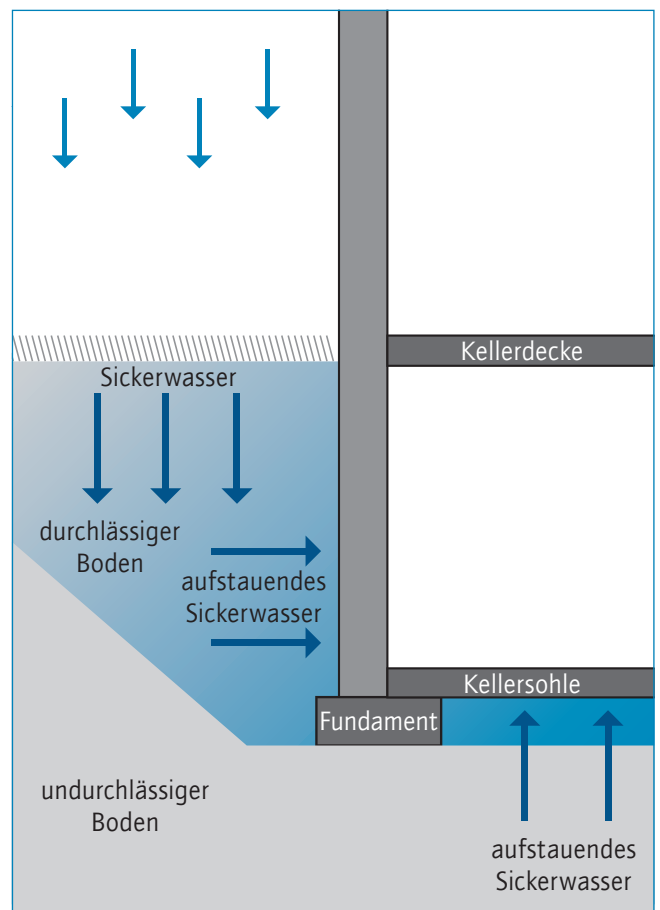 Kellerdecke
Sickerwasser
durchlässiger
Boden
aufstauendes
Sickerwasser
Kellersohle
Fundament
undurchlässiger
Boden
aufstauendes
Sickerwasser